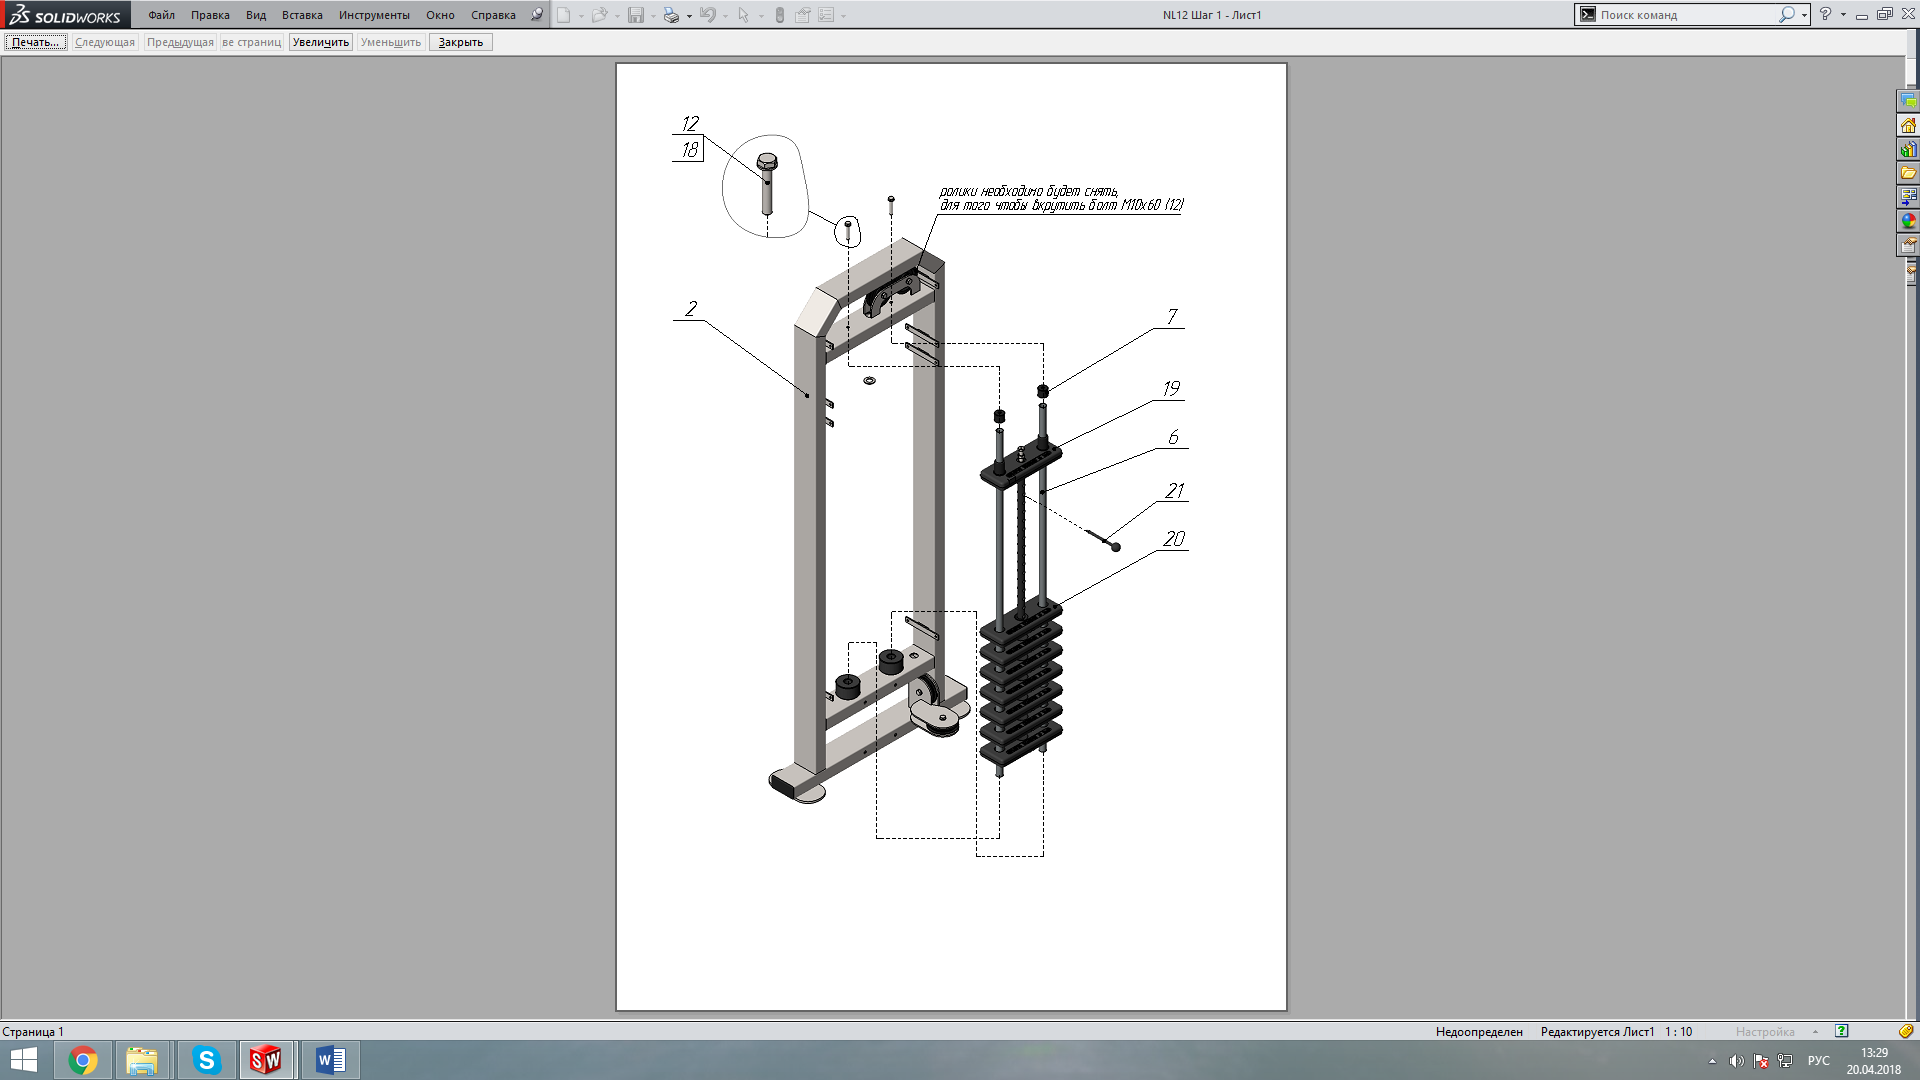 SOLIDWORKS
Файл Правка Вид Вставка Инструменты Окно Справка
NL12 Шаг 1 - Лист1
Поиск команд
Печать... Следующая Предыдущая ве страниц Увеличить Уменьшить Закрыть
12
18
ролики необходимо будет снять,
для того чтобы вкрутить болт М10х60 (12)
2
7
19
6
21
20
Страница 1
Недоопределен Редактируется Лист1 1 : 10 Настройка
РУС
13:29
20.04.2018